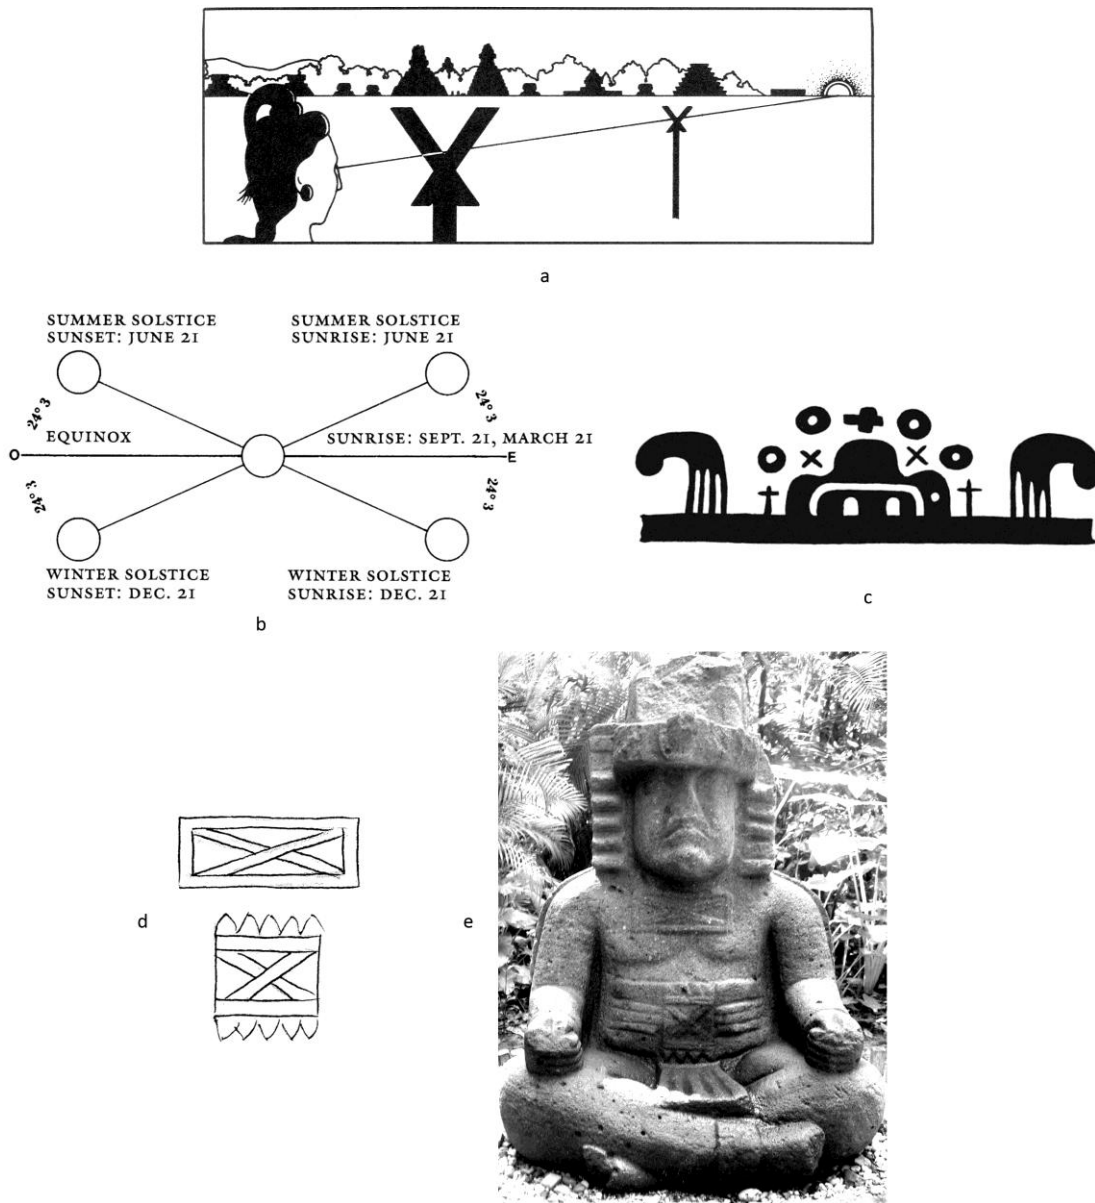 a
SUMMER SOLSTICE
SUNSET: JUNE 21
SUMMER SOLSTICE
SUNRISE: JUNE 21
24° 3
24° 3
EQUINOX
SUNRISE: SEPT. 21, MARCH 21
O
E
24° 3
24° 3
WINTER SOLSTICE
SUNSET: DEC. 21
WINTER SOLSTICE
SUNRISE: DEC. 21
b
c
d
e